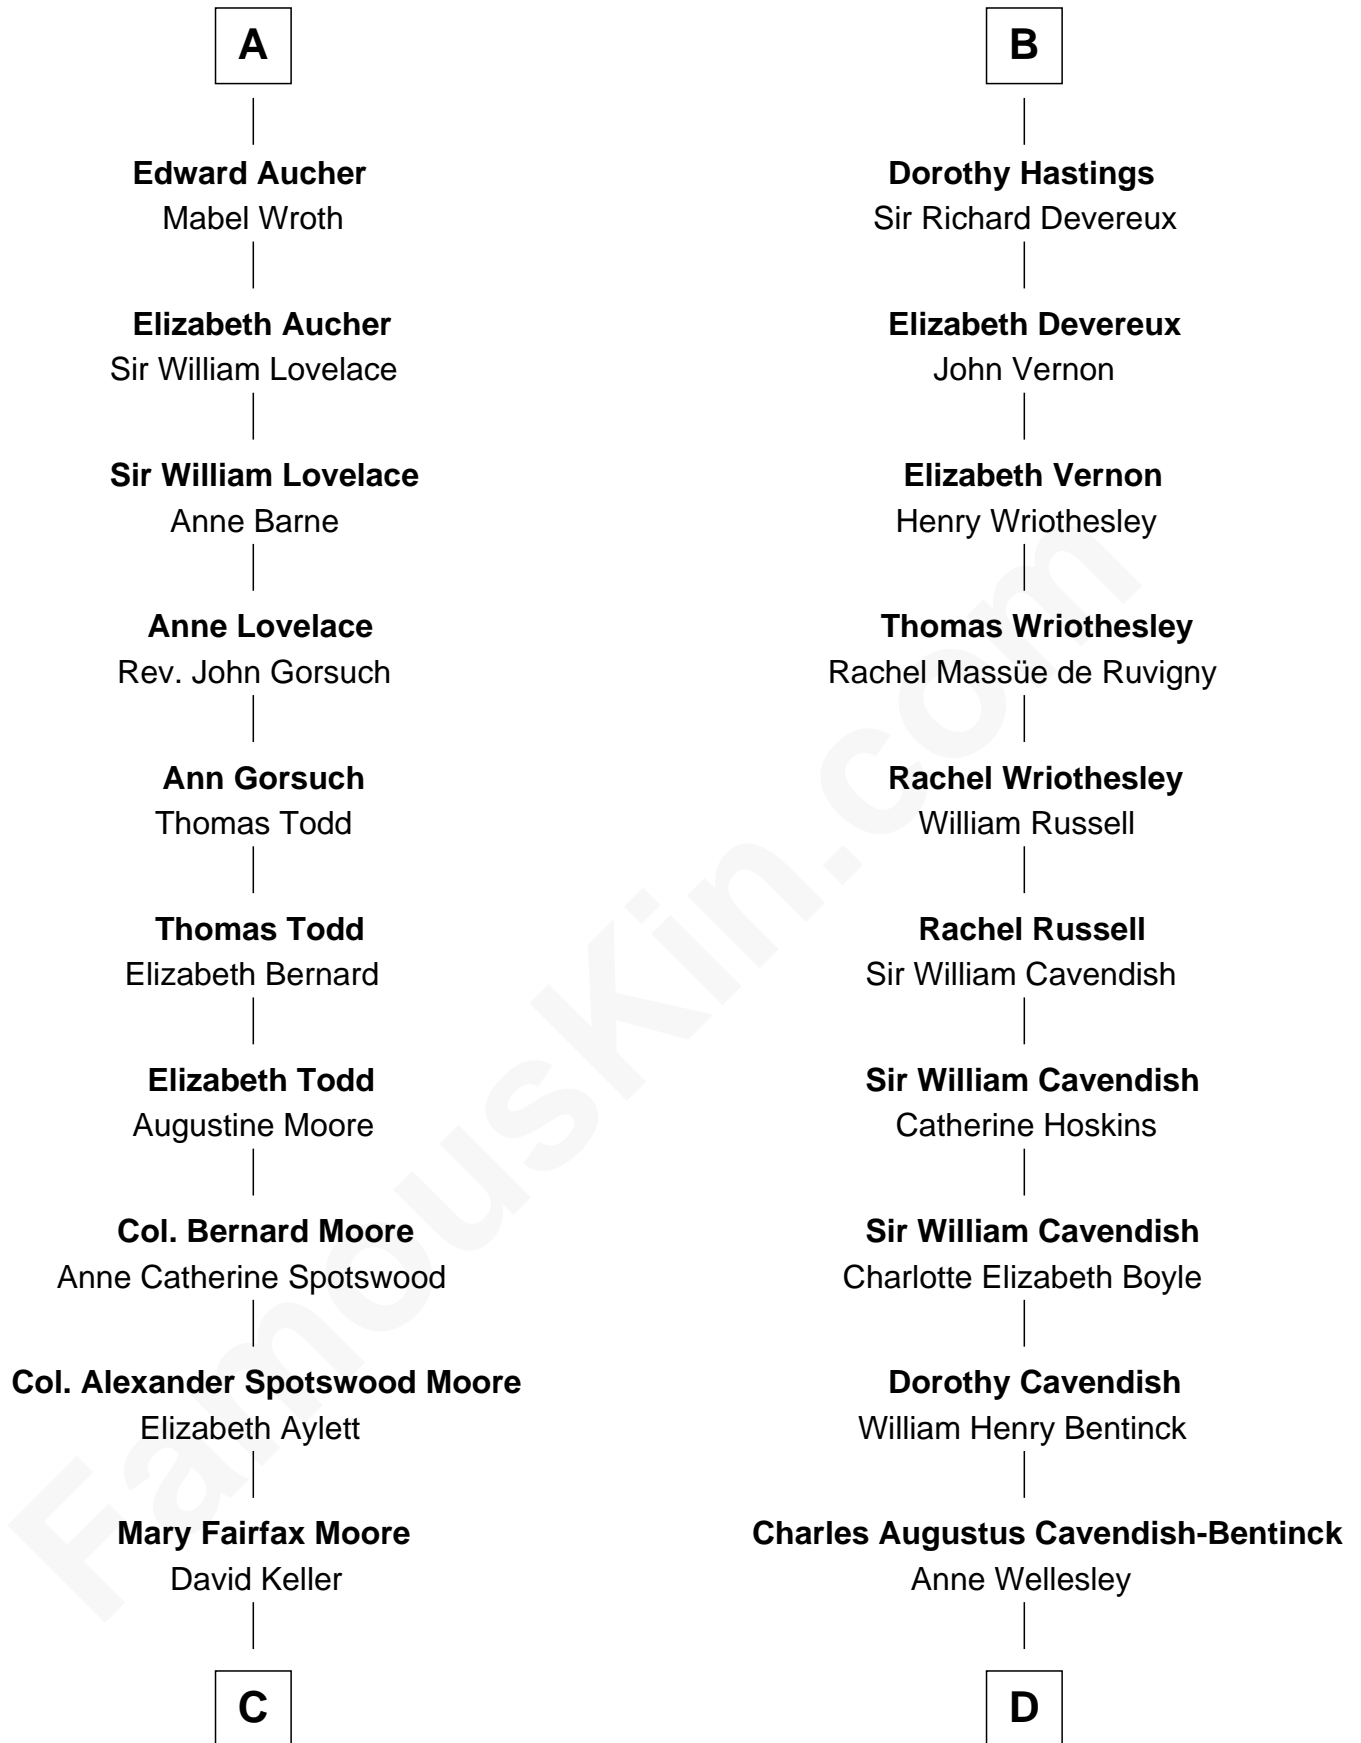 A
Edward Aucher
Mabel Wroth
Elizabeth Aucher
Sir William Lovelace
Sir William Lovelace
Anne Barne
Anne Lovelace
Rev. John Gorsuch
Ann Gorsuch
Thomas Todd
Thomas Todd
Elizabeth Bernard
Elizabeth Todd
Augustine Moore
Col. Bernard Moore
Anne Catherine Spotswood
Col. Alexander Spotswood Moore
Elizabeth Aylett
Mary Fairfax Moore
David Keller
C
B
Dorothy Hastings
Sir Richard Devereux
Elizabeth Devereux
John Vernon
Elizabeth Vernon
Henry Wriothesley
Thomas Wriothesley
Rachel Massüe de Ruvigny
Rachel Wriothesley
William Russell
Rachel Russell
Sir William Cavendish
Sir William Cavendish
Catherine Hoskins
Sir William Cavendish
Charlotte Elizabeth Boyle
Dorothy Cavendish
William Henry Bentinck
Charles Augustus Cavendish-Bentinck
Anne Wellesley
D
FamousKin.com